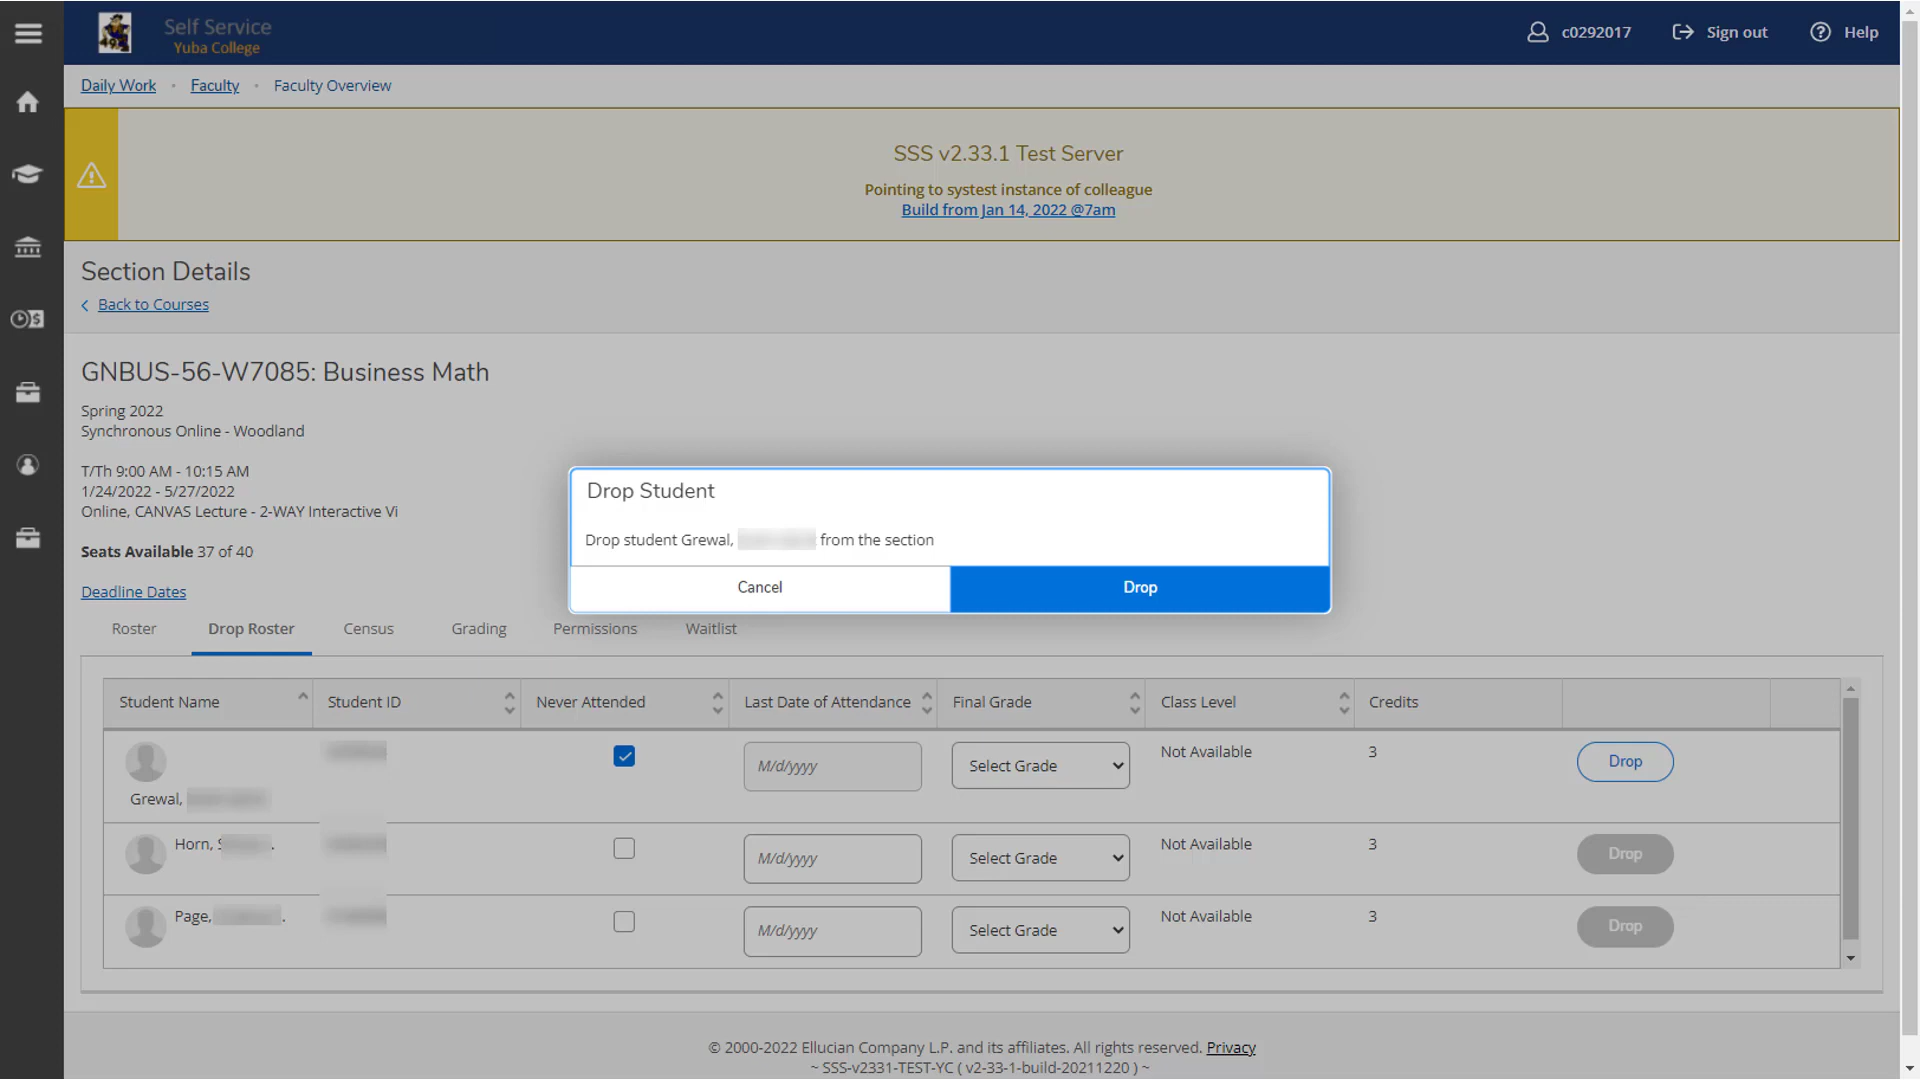 Self Service
Yuba College
c0292017
Sign out
Help
Daily Work
Faculty
Faculty Overview
SSS v2.33.1 Test Server
Pointing to systest instance of colleague
Build from Jan 14, 2022 @7am
Section Details
Back to Courses
GNBUS-56-W7085: Business Math
Spring 2022
Synchronous Online - Woodland
T/Th 9:00 AM - 10:15 AM
1/24/2022 - 5/27/2022
Online, CANVAS Lecture - 2-WAY Interactive Vi
Seats Available 37 of 40
Deadline Dates
Drop Student
Drop student Grewal, from the section
Cancel
Drop
Roster
Drop Roster
Census
Grading
Permissions
Waitlist
Student Name
Student ID
Never Attended
Last Date of Attendance
Final Grade
Class Level
Credits
Grewal,
M/d/yyyy
Select Grade
Not Available
3
Drop
Horn,
M/d/yyyy
Select Grade
Not Available
3
Drop
Page,
M/d/yyyy
Select Grade
Not Available
3
Drop
© 2000-2022 Ellucian Company L.P. and its affiliates. All rights reserved. Privacy
~ SSS-v2331-TEST-YC ( v2-33-1-build-20211220 ) ~